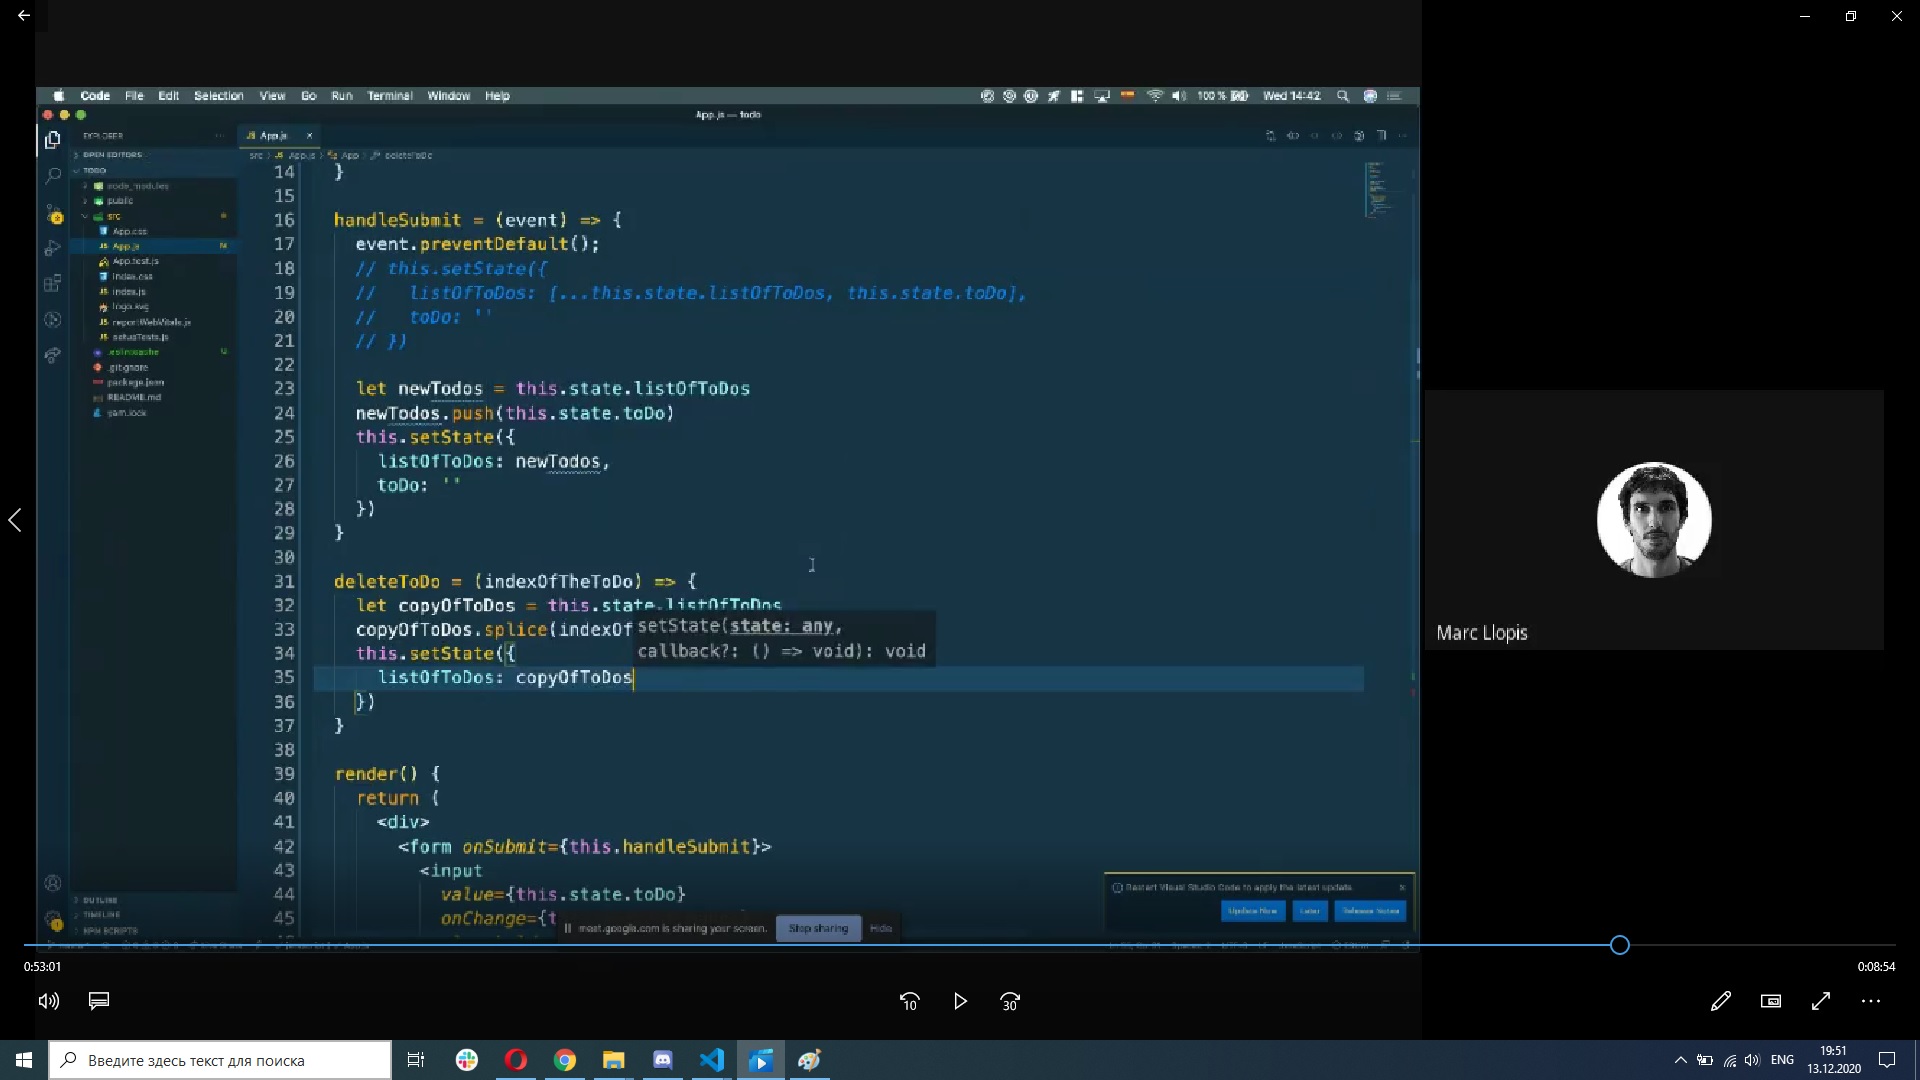 Code File Edit Selection View Go Run Terminal Window Help
100 %
Wed 14:42
App.js — todo
EXPLORER
App.js
OPEN EDITORS
src > App.js > App > deleteToDo
TODO
node_modules
public
src
App.css
App.js M
App.test.js
index.css
index.js
logo.svg
reportWebVitals.js
setupTests.js
.eslintcache U
.gitignore
package.json
README.md
yarn.lock
OUTLINE
TIMELINE
NPM SCRIPTS
14 }
15
16 handleSubmit = (event) => {
17 event.preventDefault();
18 // this.setState({
19 // listOfToDos: [...this.state.listOfToDos, this.state.toDo],
20 // toDo: ''
21 // })
22
23 let newTodos = this.state.listOfToDos
24 newTodos.push(this.state.toDo)
25 this.setState({
26 listOfToDos: newTodos,
27 toDo: ''
28 })
29 }
30
31 deleteToDo = (indexOfTheToDo) => {
32 let copyOfToDos = this.state.listOfToDos
33 copyOfToDos.splice(indexOf
setState(state: any,
callback?: () => void): void
34 this.setState({
35 listOfToDos: copyOfToDos
36 })
37 }
38
39 render() {
40 return (
41 <div>
42 <form onSubmit={this.handleSubmit}>
43 <input
44 value={this.state.toDo}
45 onChange={t
meet.google.com is sharing your screen.
Stop sharing
Hide
Restart Visual Studio Code to apply the latest update.
Update Now
Later
Release Notes
Marc Llopis
0:53:01
0:08:54
10
30
Введите здесь текст для поиска
ENG
19:51
13.12.2020